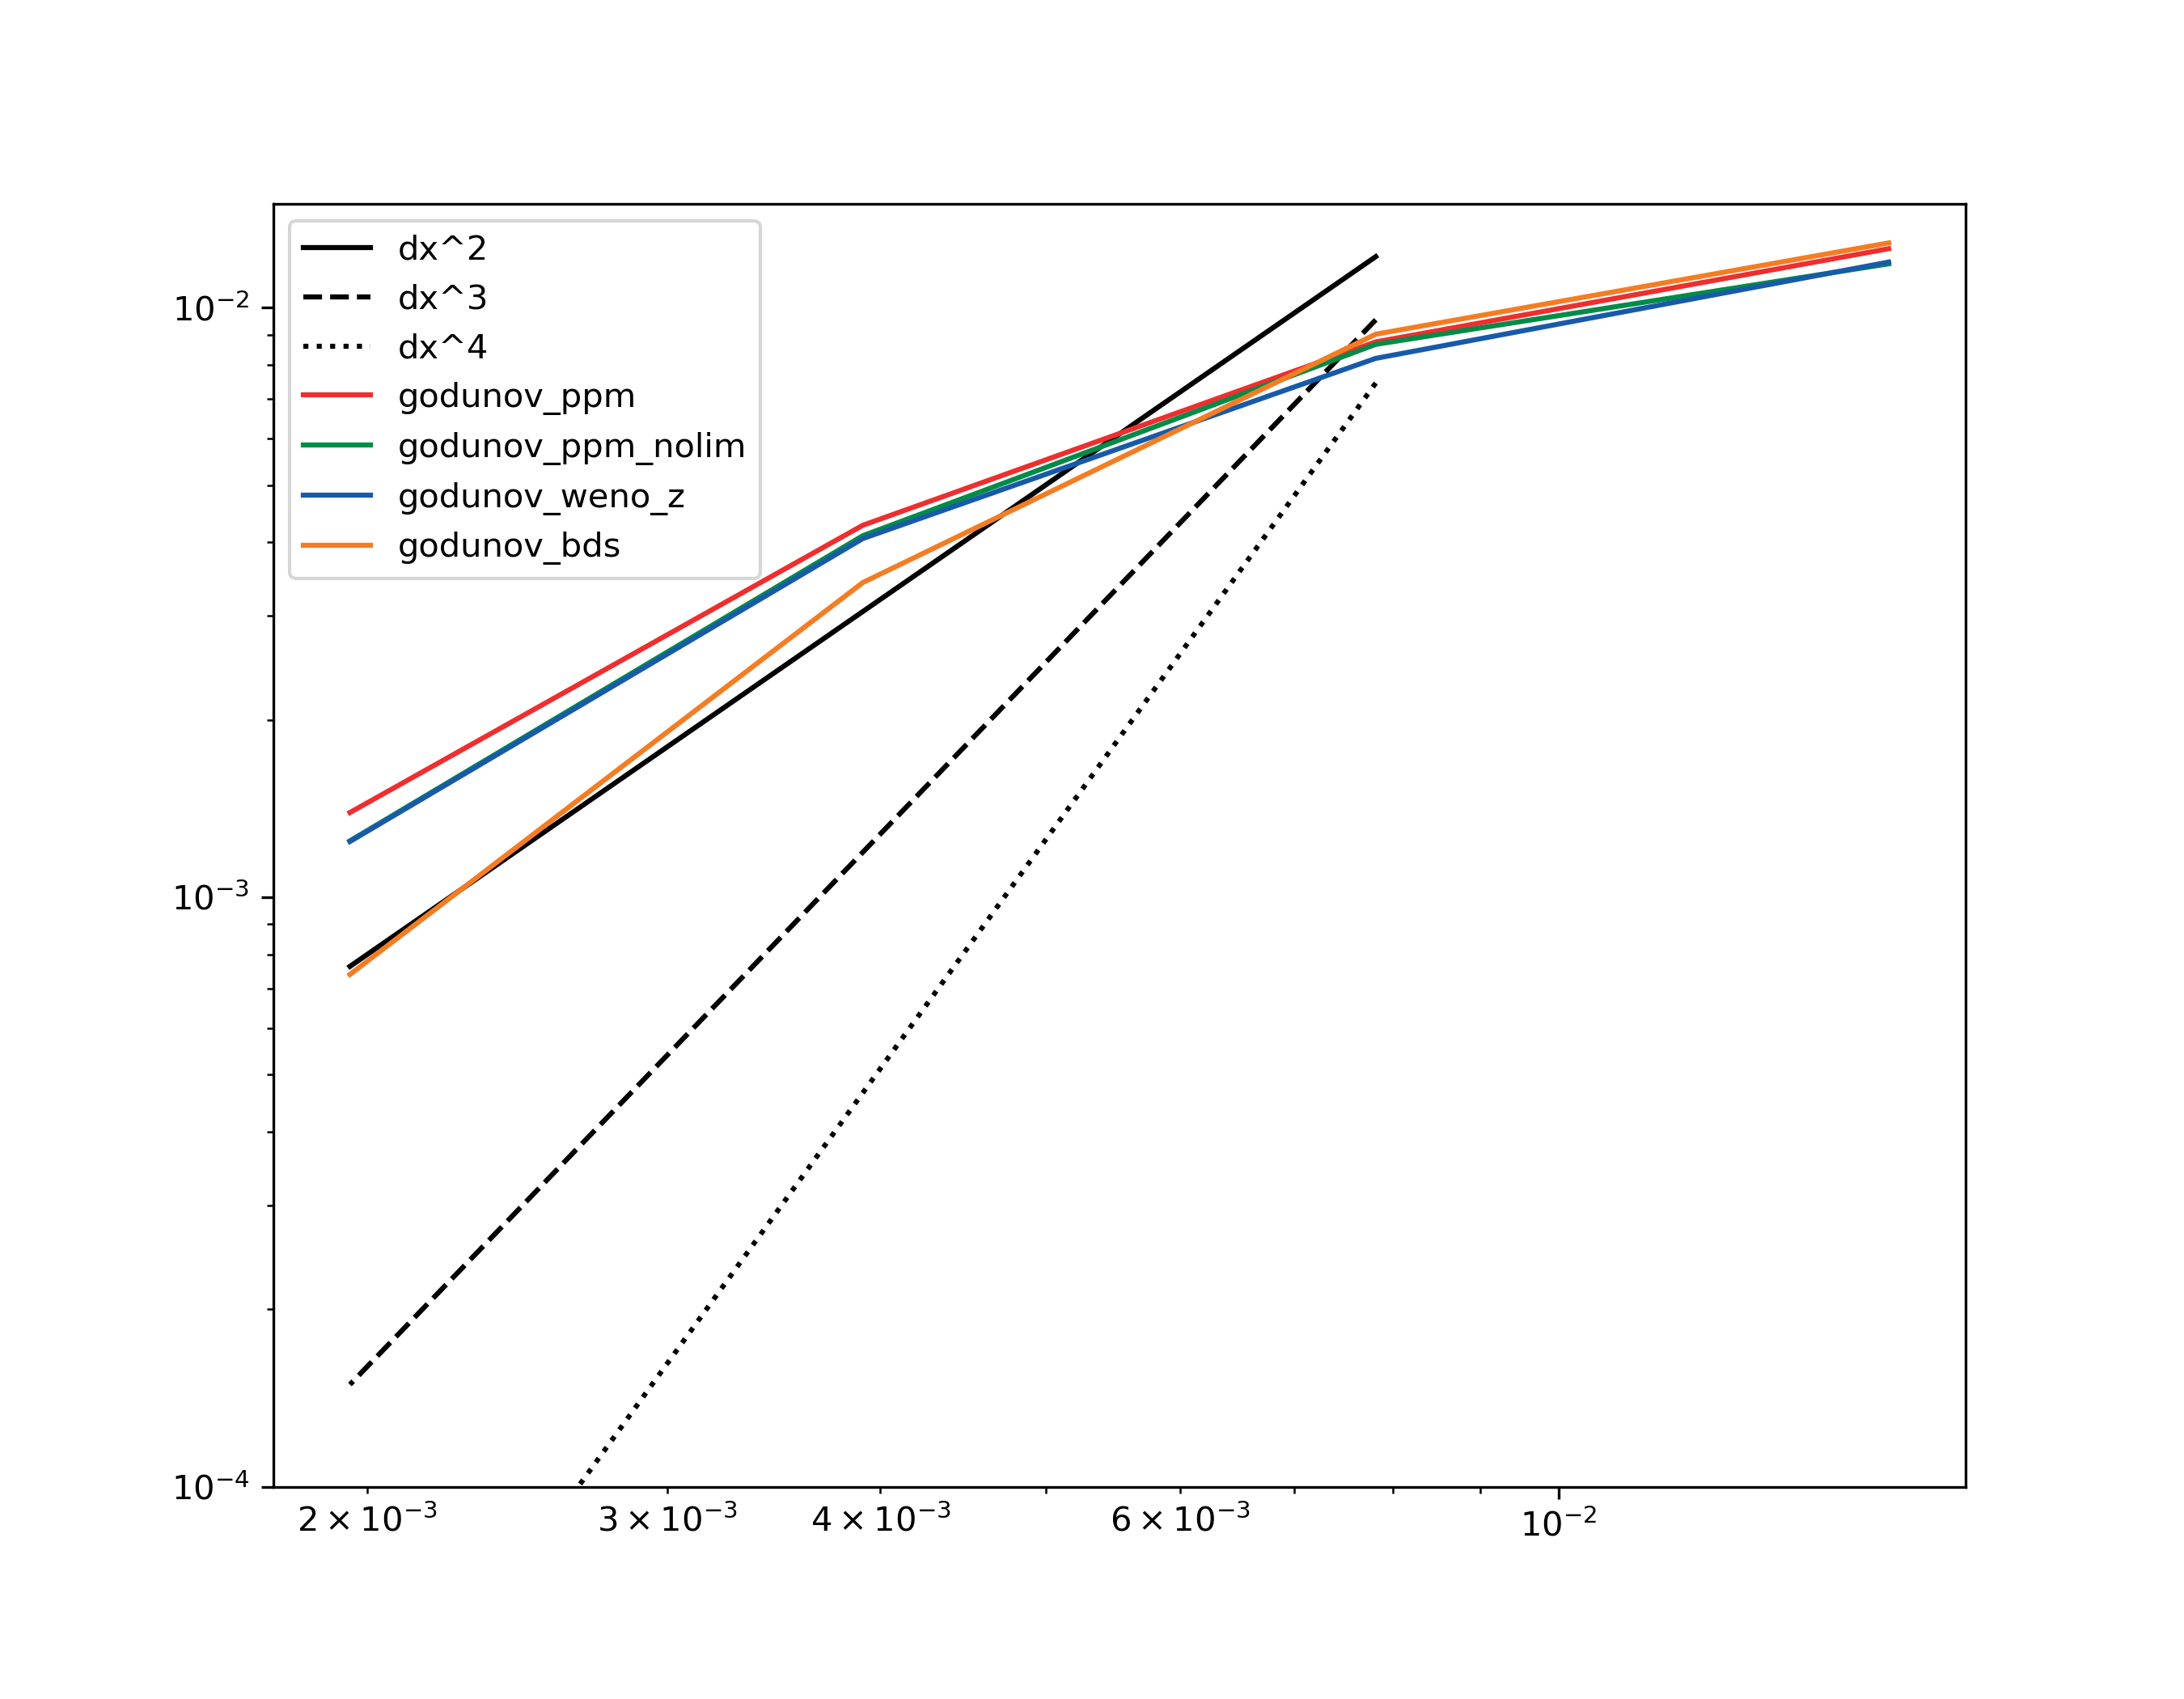 dx^2
dx^3
dx^4
godunov_ppm
godunov_ppm_nolim
godunov_weno_z
godunov_bds
10⁻²
10⁻³
10⁻⁴
2 × 10⁻³ 3 × 10⁻³ 4 × 10⁻³ 6 × 10⁻³ 10⁻²